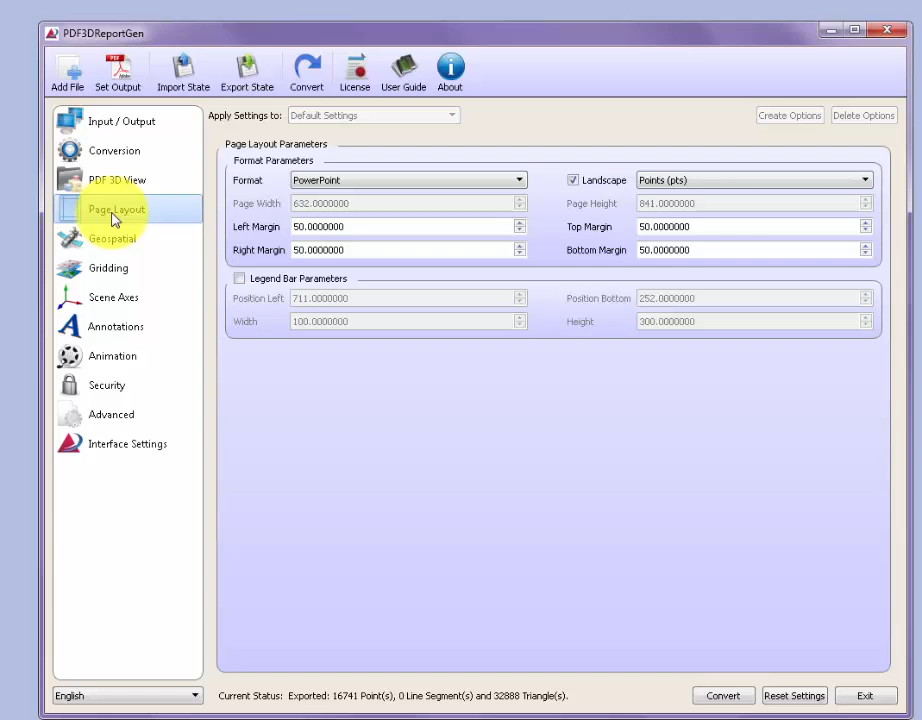 PDF3DReportGen
Add File Set Output Import State Export State Convert License User Guide About
PDF
Adobe
Input / Output
Conversion
PDF 3D View
Page Layout
Geospatial
Gridding
Scene Axes
Annotations
Animation
Security
Advanced
Interface Settings
Apply Settings to: Default Settings Create Options Delete Options
Page Layout Parameters
Format Parameters
Format PowerPoint Landscape Points (pts)
Page Width 632.0000000 Page Height 841.0000000
Left Margin 50.0000000 Top Margin 50.0000000
Right Margin 50.0000000 Bottom Margin 50.0000000
Legend Bar Parameters
Position Left 711.0000000 Position Bottom 252.0000000
Width 100.0000000 Height 300.0000000
English Current Status: Exported: 16741 Point(s), 0 Line Segment(s) and 32888 Triangle(s). Convert Reset Settings Exit